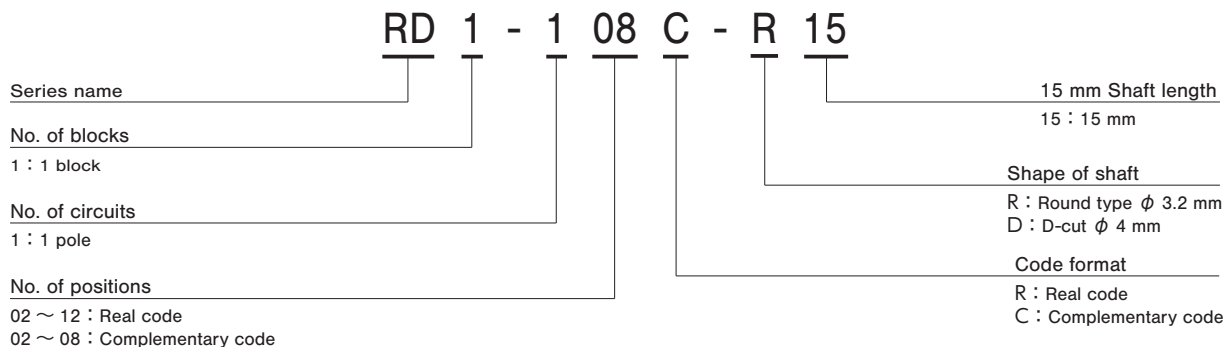 RD 1 - 1 08 C - R 15
Series name
No. of blocks
1：1 block
No. of circuits
1：1 pole
No. of positions
02 ～ 12：Real code
02 ～ 08：Complementary code
15 mm Shaft length
15：15 mm
Shape of shaft
R：Round type ϕ 3.2 mm
D：D-cut ϕ 4 mm
Code format
R：Real code
C：Complementary code